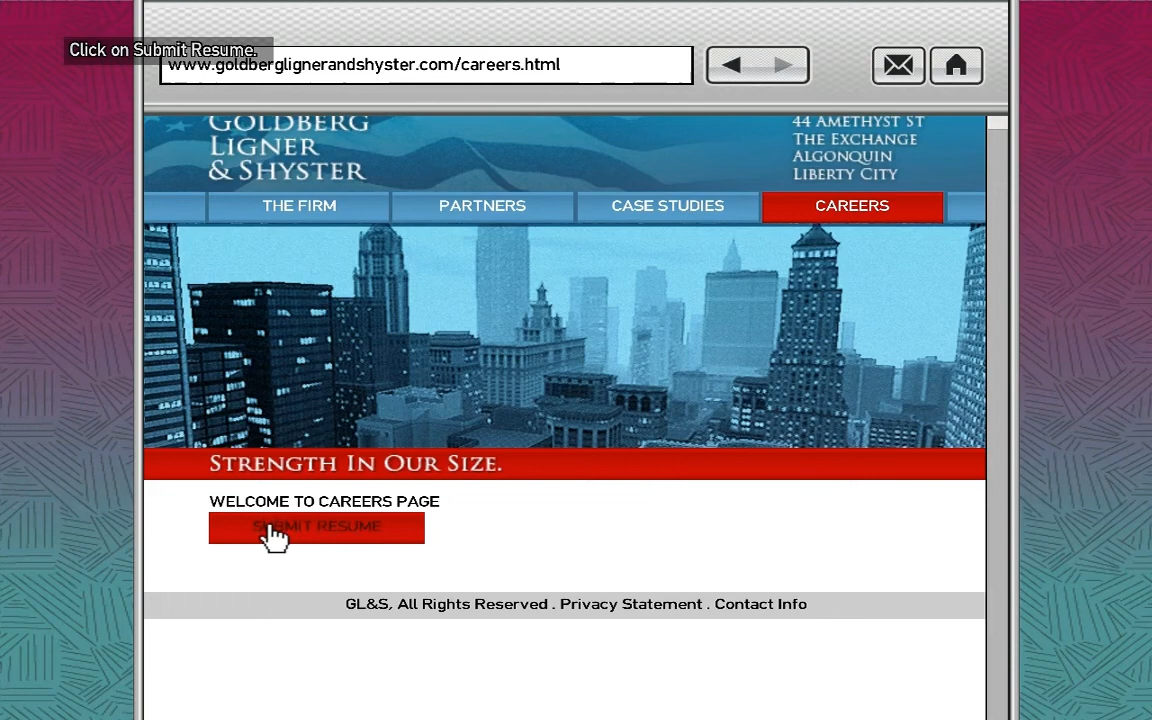 Click on Submit Resume.
www.goldberglignerandshyster.com/careers.html
GOLDBERG
LIGNER
& SHYSTER
44 AMETHYST ST
THE EXCHANGE
ALGONQUIN
LIBERTY CITY
THE FIRM
PARTNERS
CASE STUDIES
CAREERS
STRENGTH IN OUR SIZE.
WELCOME TO CAREERS PAGE
SUBMIT RESUME
GL&S, All Rights Reserved . Privacy Statement . Contact Info